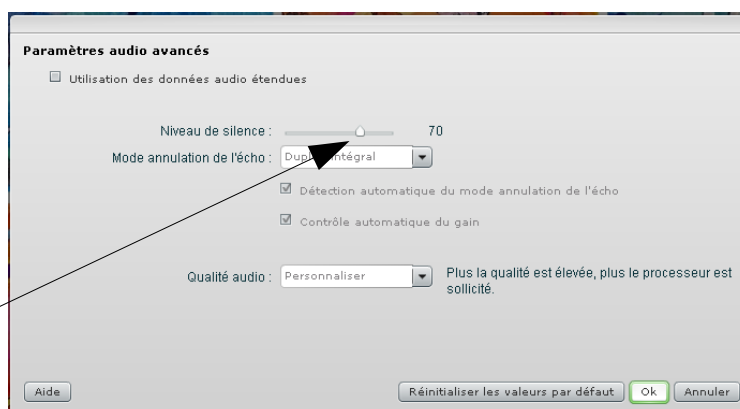 Paramètres audio avancés
Utilisation des données audio étendues
Niveau de silence : 70
Mode annulation de l'écho : Duplex intégral
Détection automatique du mode annulation de l'écho
Contrôle automatique du gain
Qualité audio : Personnaliser
Plus la qualité est élevée, plus le processeur est
sollicité.
Aide Réinitialiser les valeurs par défaut Ok Annuler